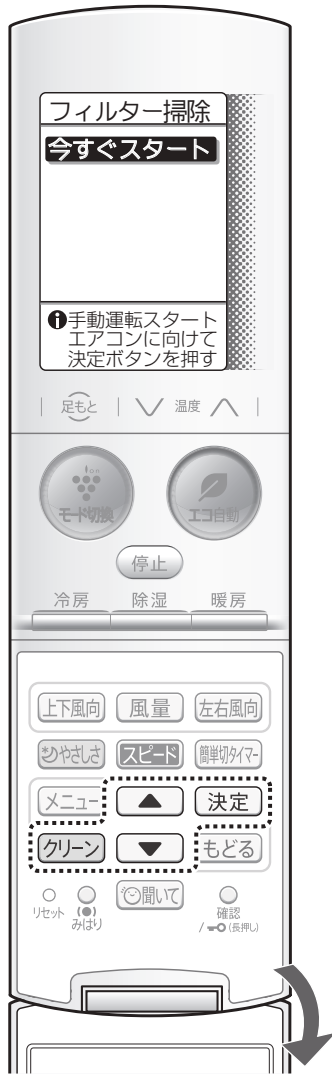 フィルター掃除
今すぐスタート
❶手動運転スタート
エアコンに向けて
決定ボタンを押す
足もと 温度
ion
モード切換 エコ自動
停止
冷房 除湿 暖房
上下風向 風量 左右風向
やさしさ スピード 簡単切タイマー
メニュー ▲ 決定
クリーン ▼ もどる
リセット みはり 聞いて 確認
/ (長押し)